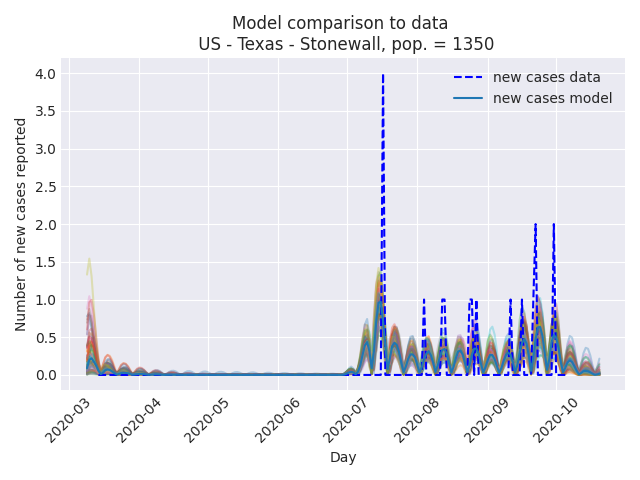 Model comparison to data
US - Texas - Stonewall, pop. = 1350
new cases data
new cases model
Number of new cases reported
4.0
3.5
3.0
2.5
2.0
1.5
1.0
0.5
0.0
2020-03
2020-04
2020-05
2020-06
2020-07
2020-08
2020-09
2020-10
Day